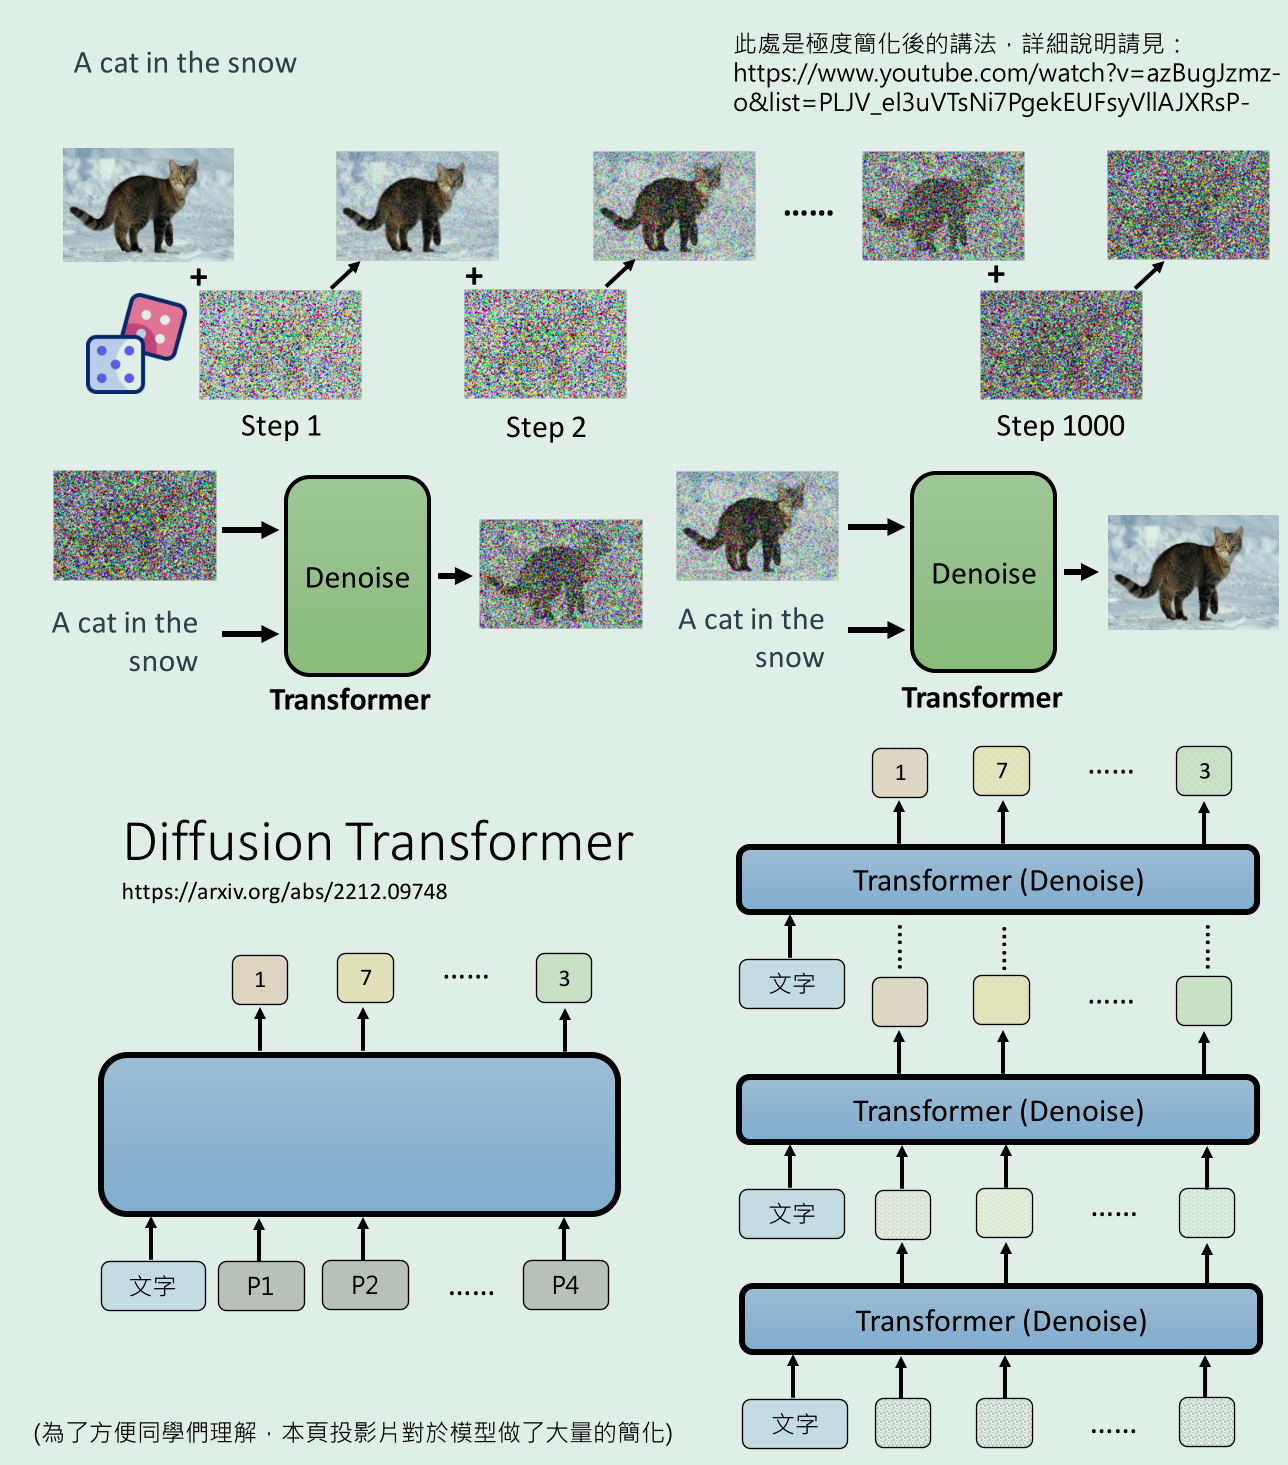 A cat in the snow
此處是極度簡化後的講法，詳細說明請見：
https://www.youtube.com/watch?v=azBugJzmz-
o&list=PLJV_el3uVTsNi7PgekEUFsyVllAJXRsP-
+
+
......
+
Step 1
Step 2
Step 1000
Denoise
A cat in the
snow
Transformer
Denoise
A cat in the
snow
Transformer
Diffusion Transformer
https://arxiv.org/abs/2212.09748
1
7
......
3
文字
P1
P2
......
P4
(為了方便同學們理解，本頁投影片對於模型做了大量的簡化)
1
7
......
3
Transformer (Denoise)
文字
......
Transformer (Denoise)
文字
......
Transformer (Denoise)
文字
......